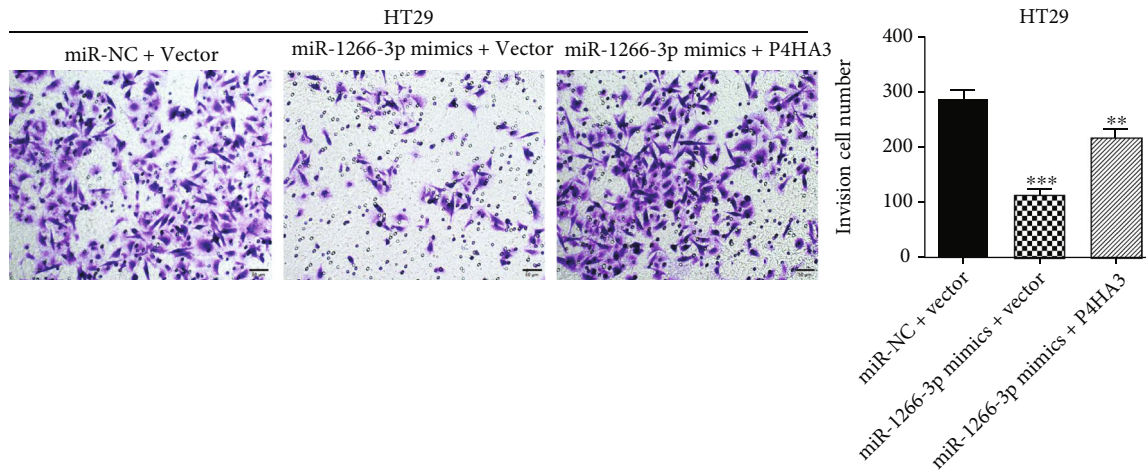 HT29
miR-NC + Vector
miR-1266-3p mimics + Vector
miR-1266-3p mimics + P4HA3
HT29
Invision cell number
400
300
200
100
0
***
**
miR-NC + vector
miR-1266-3p mimics + vector
miR-1266-3p mimics + P4HA3